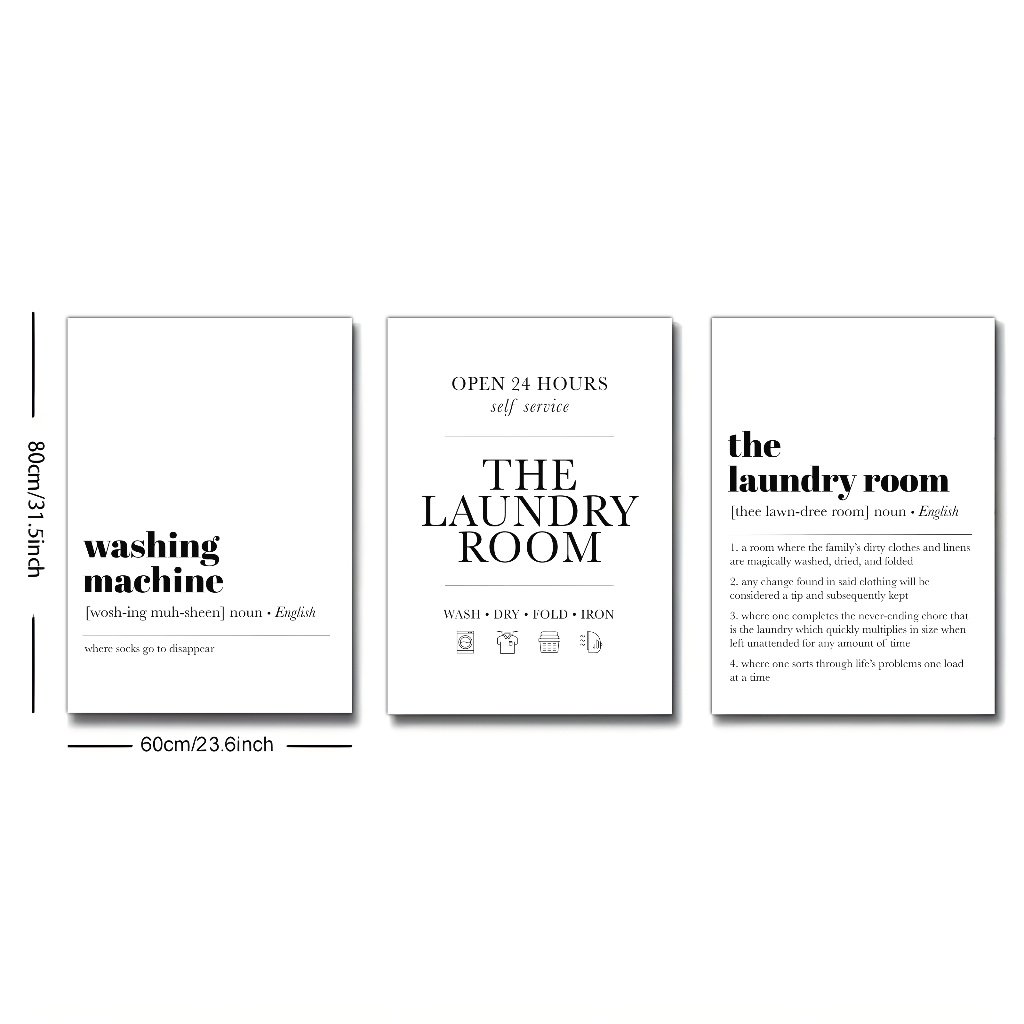 80cm/31.5inch
washing
machine
[wosh-ing muh-sheen] noun • English
where socks go to disappear
60cm/23.6inch
OPEN 24 HOURS
self service
THE
LAUNDRY
ROOM
WASH • DRY • FOLD • IRON
the
laundry room
[thee lawn-dree room] noun • English
1. a room where the family's dirty clothes and linens
are magically washed, dried, and folded
2. any change found in said clothing will be
considered a tip and subsequently kept
3. where one completes the never-ending chore that
is the laundry which quickly multiplies in size when
left unattended for any amount of time
4. where one sorts through life's problems one load
at a time